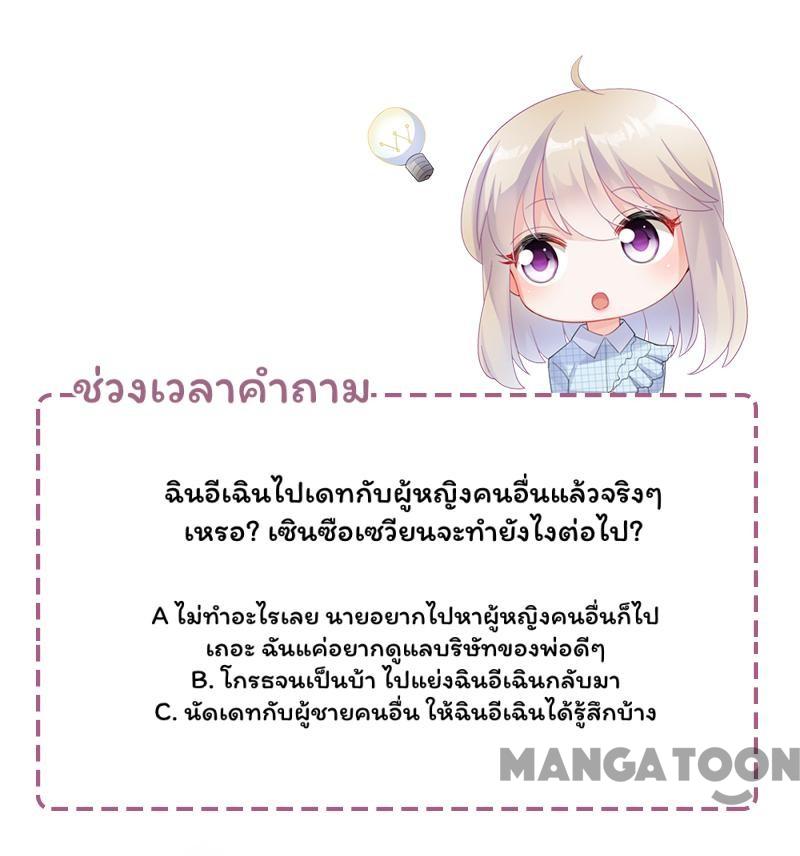 ช่วงเวลาคำถาม
ฉินอีเฉินไปเดทกับผู้หญิงคนอื่นแล้วจริงๆ
เหรอ? เซินซือเซวียนจะทำยังไงต่อไป?
A ไม่ทำอะไรเลย นายอยากไปหาผู้หญิงคนอื่นก็ไป
เถอะ ฉันแค่อยากดูแลบริษัทของพ่อดีๆ
B. โกรธจนเป็นบ้า ไปแย่งฉินอีเฉินกลับมา
C. นัดเดทกับผู้ชายคนอื่น ให้ฉินอีเฉินได้รู้สึกบ้าง
MANGATOON